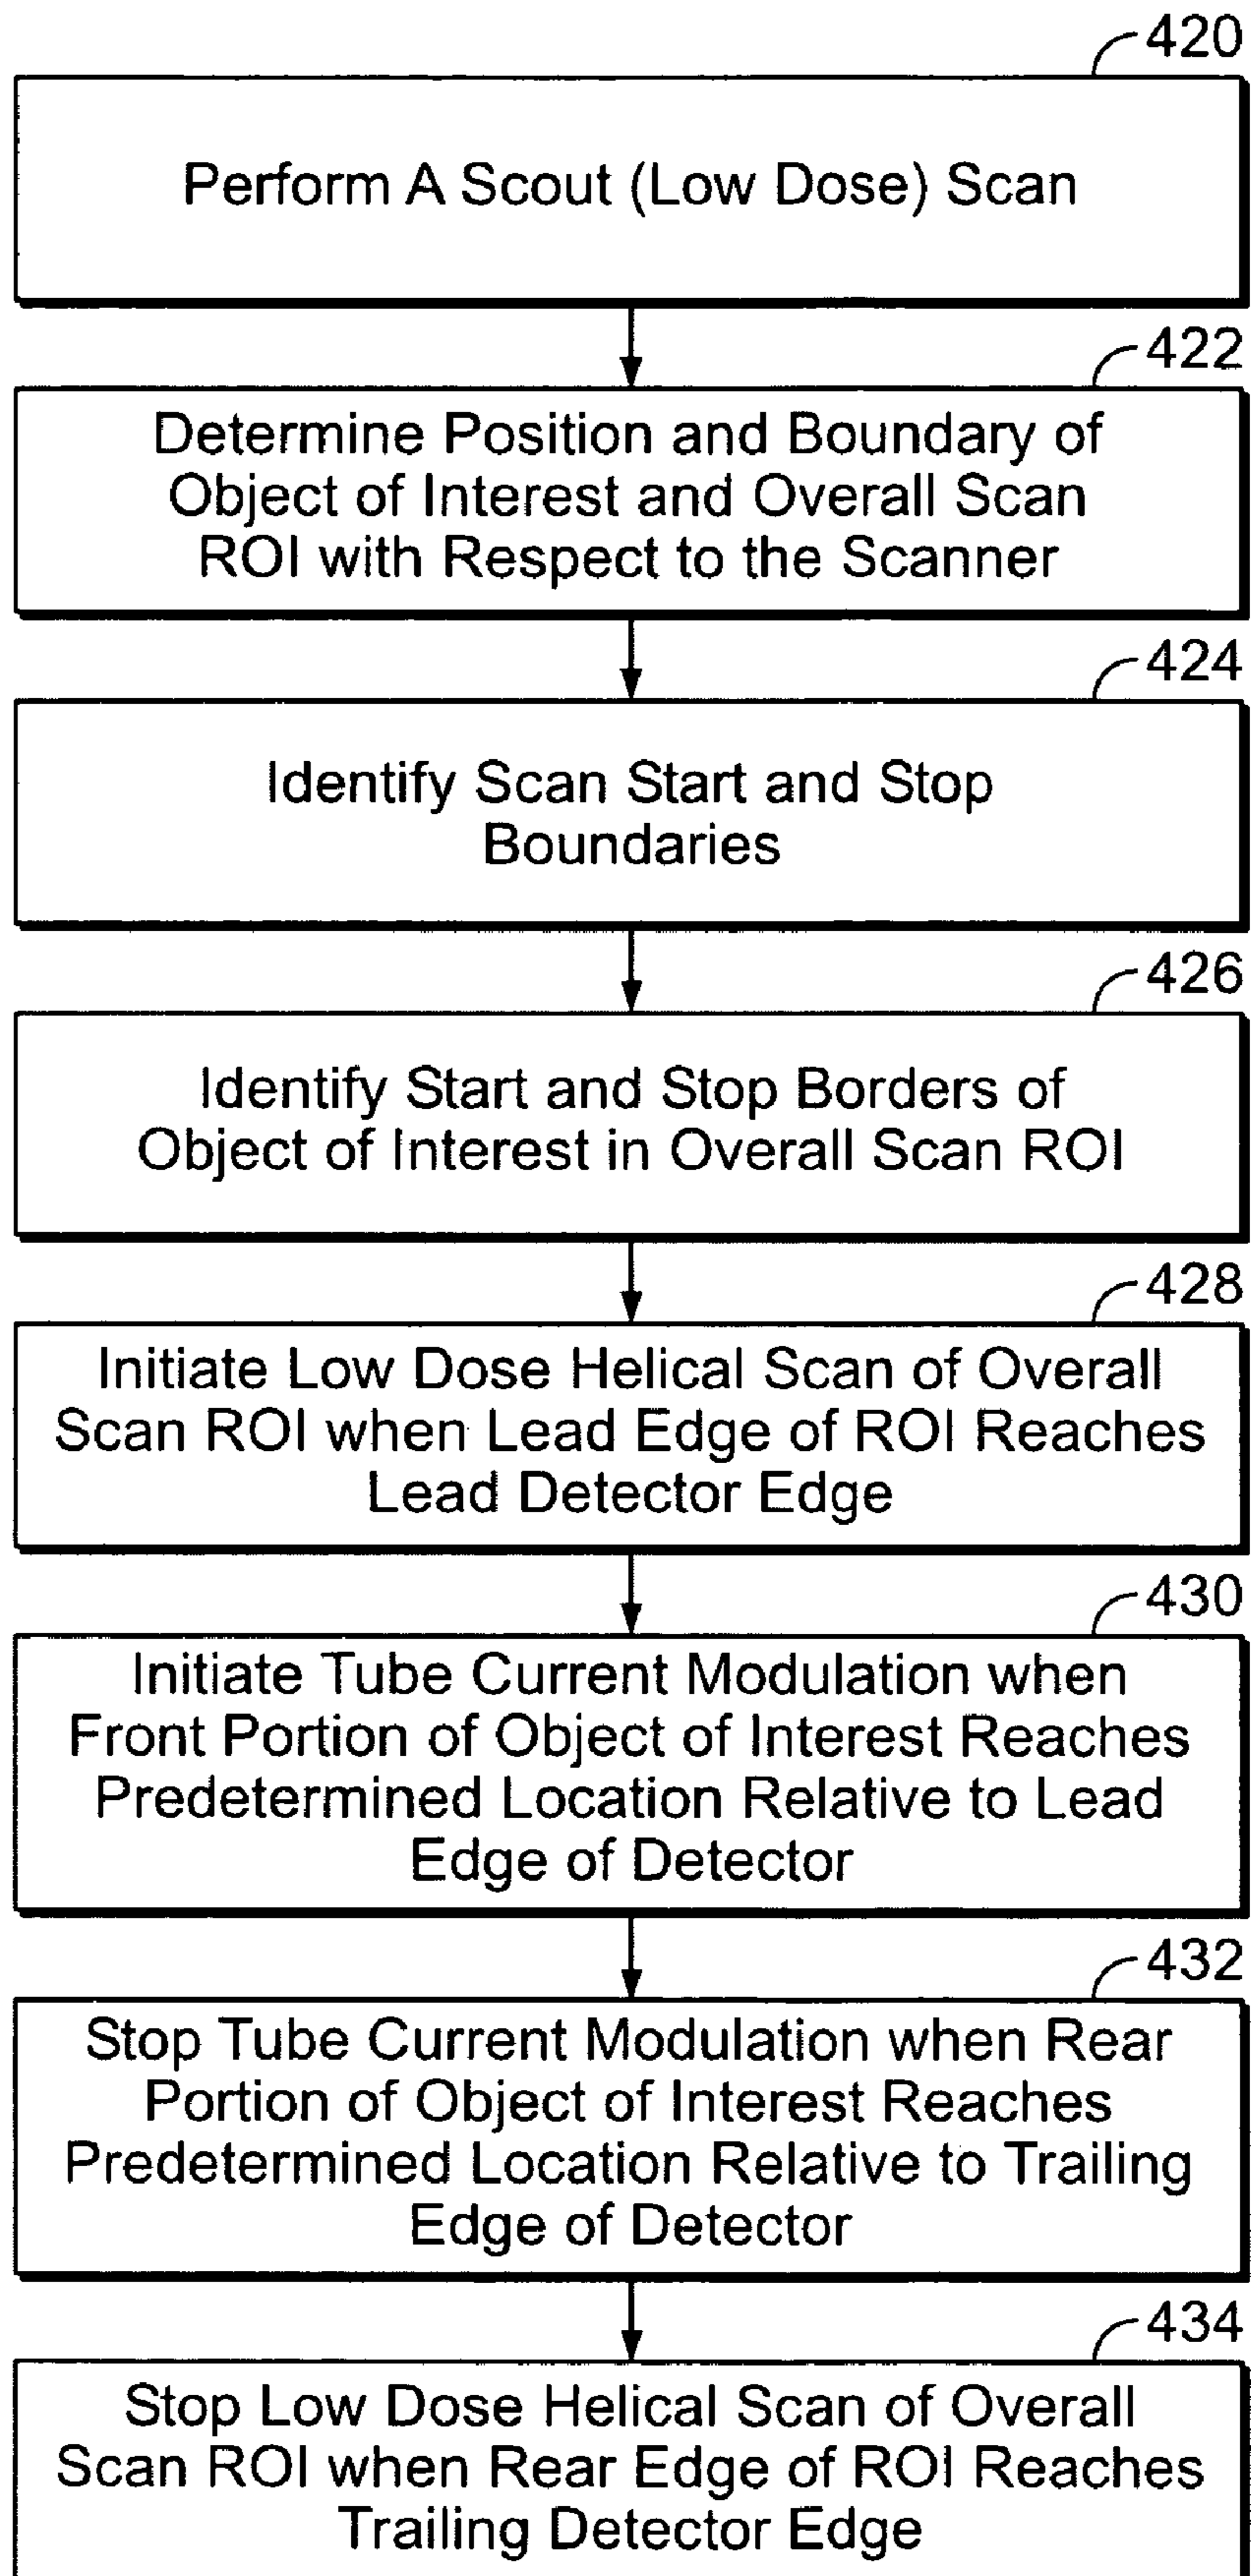 420
Perform A Scout (Low Dose) Scan
422
Determine Position and Boundary of
Object of Interest and Overall Scan
ROI with Respect to the Scanner
424
Identify Scan Start and Stop
Boundaries
426
Identify Start and Stop Borders of
Object of Interest in Overall Scan ROI
428
Initiate Low Dose Helical Scan of Overall
Scan ROI when Lead Edge of ROI Reaches
Lead Detector Edge
430
Initiate Tube Current Modulation when
Front Portion of Object of Interest Reaches
Predetermined Location Relative to Lead
Edge of Detector
432
Stop Tube Current Modulation when Rear
Portion of Object of Interest Reaches
Predetermined Location Relative to Trailing
Edge of Detector
434
Stop Low Dose Helical Scan of Overall
Scan ROI when Rear Edge of ROI Reaches
Trailing Detector Edge